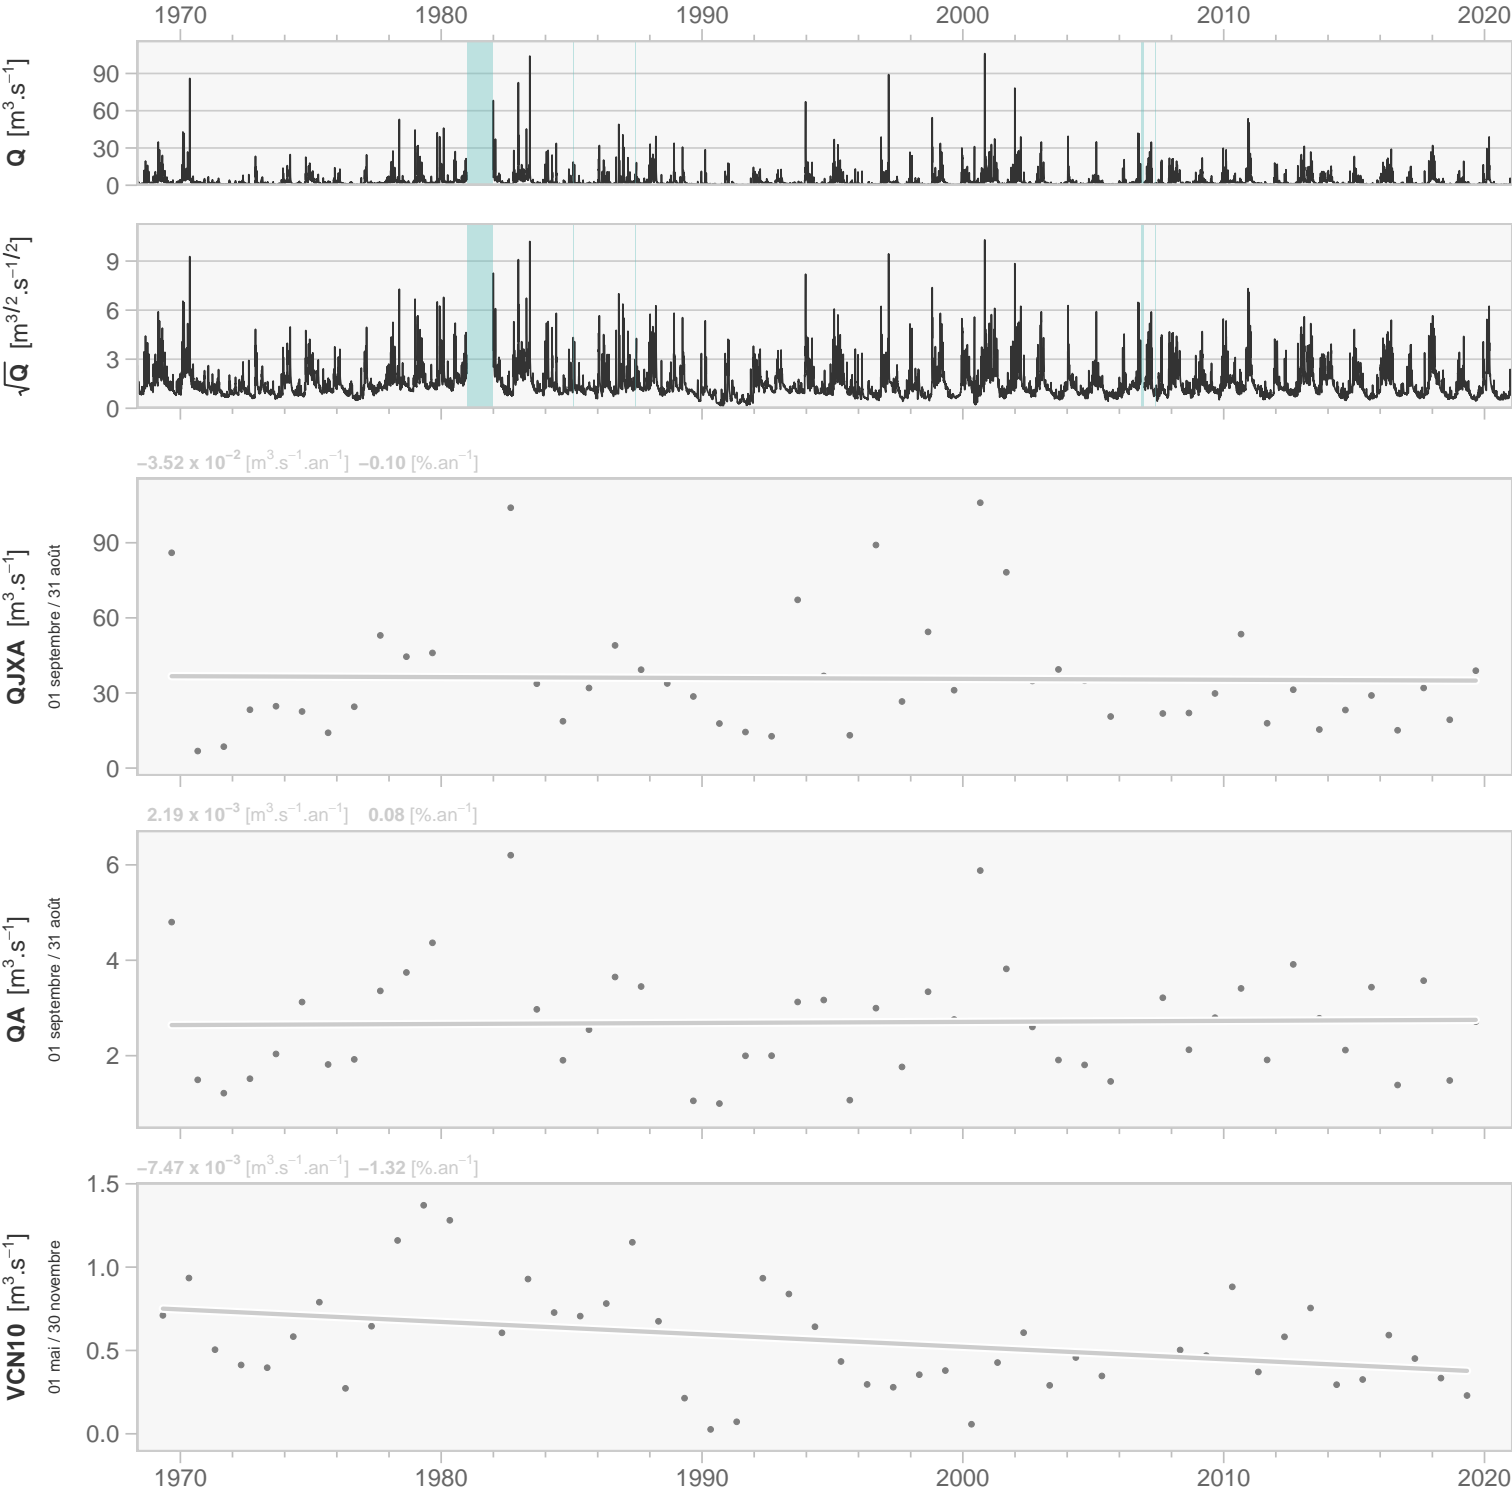 1970 1980 1990 2000 2010 2020
Q [m³.s⁻¹]
90
60
30
0
√Q [m³ᐟ².s⁻¹ᐟ²]
9
6
3
0
−3.52 x 10⁻² [m³.s⁻¹.an⁻¹] −0.10 [%.an⁻¹]
QJXA [m³.s⁻¹]
01 septembre / 31 août
90
60
30
0
2.19 x 10⁻³ [m³.s⁻¹.an⁻¹] 0.08 [%.an⁻¹]
QA [m³.s⁻¹]
01 septembre / 31 août
6
4
2
−7.47 x 10⁻³ [m³.s⁻¹.an⁻¹] −1.32 [%.an⁻¹]
VCN10 [m³.s⁻¹]
01 mai / 30 novembre
1.5
1.0
0.5
0.0
1970 1980 1990 2000 2010 2020